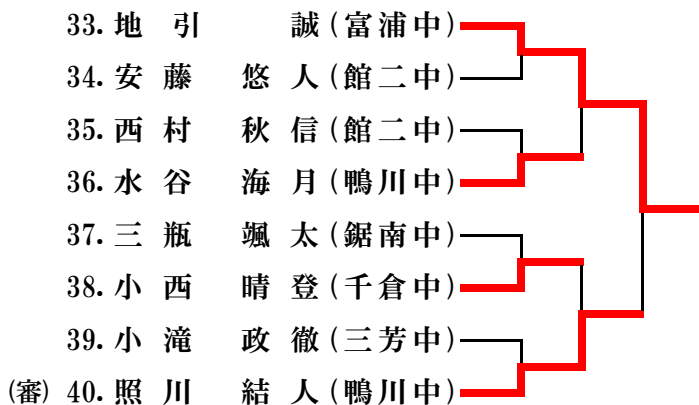 33. 地引　誠 (富浦中)
34. 安藤　悠人 (館二中)
35. 西村　秋信 (館二中)
36. 水谷　海月 (鴨川中)
37. 三瓶　颯太 (鋸南中)
38. 小西　晴登 (千倉中)
39. 小滝　政徹 (三芳中)
(審) 40. 照川　結人 (鴨川中)